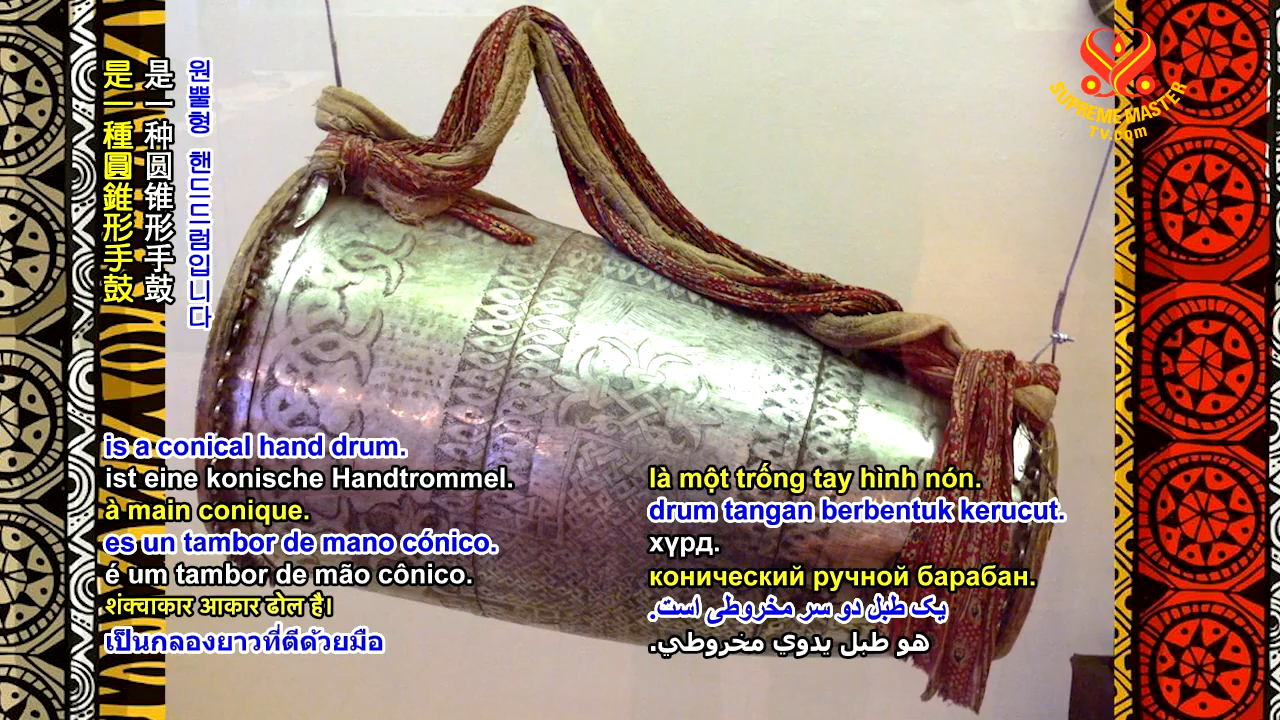 是一種圓錐形手鼓
是一种圆锥形手鼓
원뿔형 핸드드럼입니다
SUPREME MASTER
TV.com
is a conical hand drum.
ist eine konische Handtrommel.
à main conique.
es un tambor de mano cónico.
é um tambor de mão cônico.
शंक्वाकार आकार ढोल है।
เป็นกลองยาวที่ตีด้วยมือ
là một trống tay hình nón.
drum tangan berbentuk kerucut.
хүрд.
конический ручной барабан.
یک طبل دو سر مخروطی است.
هو طبل يدوي مخروطي.